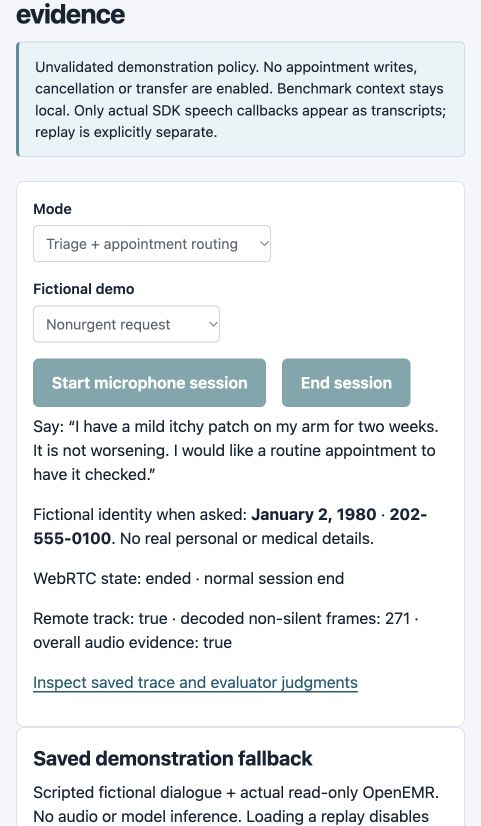 evidence
Unvalidated demonstration policy. No appointment writes,
cancellation or transfer are enabled. Benchmark context stays
local. Only actual SDK speech callbacks appear as transcripts;
replay is explicitly separate.
Mode
Triage + appointment routing
Fictional demo
Nonurgent request
Start microphone session
End session
Say: “I have a mild itchy patch on my arm for two weeks.
It is not worsening. I would like a routine appointment to
have it checked.”
Fictional identity when asked: January 2, 1980 · 202-
555-0100. No real personal or medical details.
WebRTC state: ended · normal session end
Remote track: true · decoded non-silent frames: 271 ·
overall audio evidence: true
Inspect saved trace and evaluator judgments
Saved demonstration fallback
Scripted fictional dialogue + actual read-only OpenEMR.
No audio or model inference. Loading a replay disables